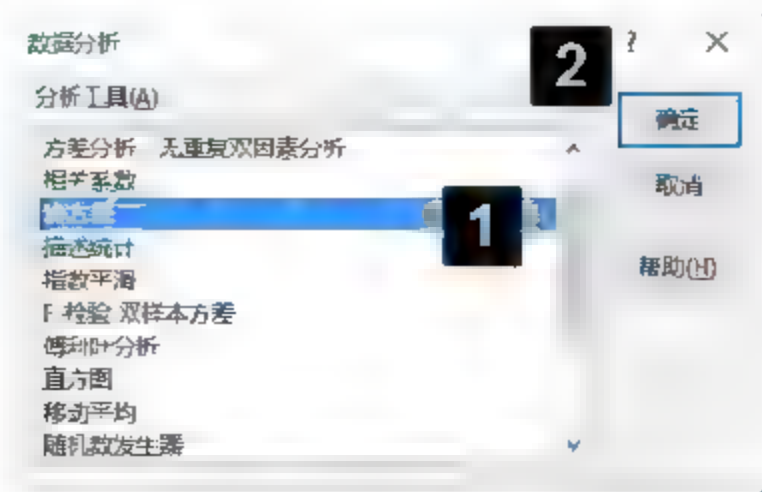 数据分析
?
2
分析工具(A)
确定
方差分析 无重复双因素分析
相关系数
取消
协方差
1
描述统计
指数平滑
帮助(H)
F-检验 双样本方差
傅利叶分析
直方图
移动平均
随机数发生器